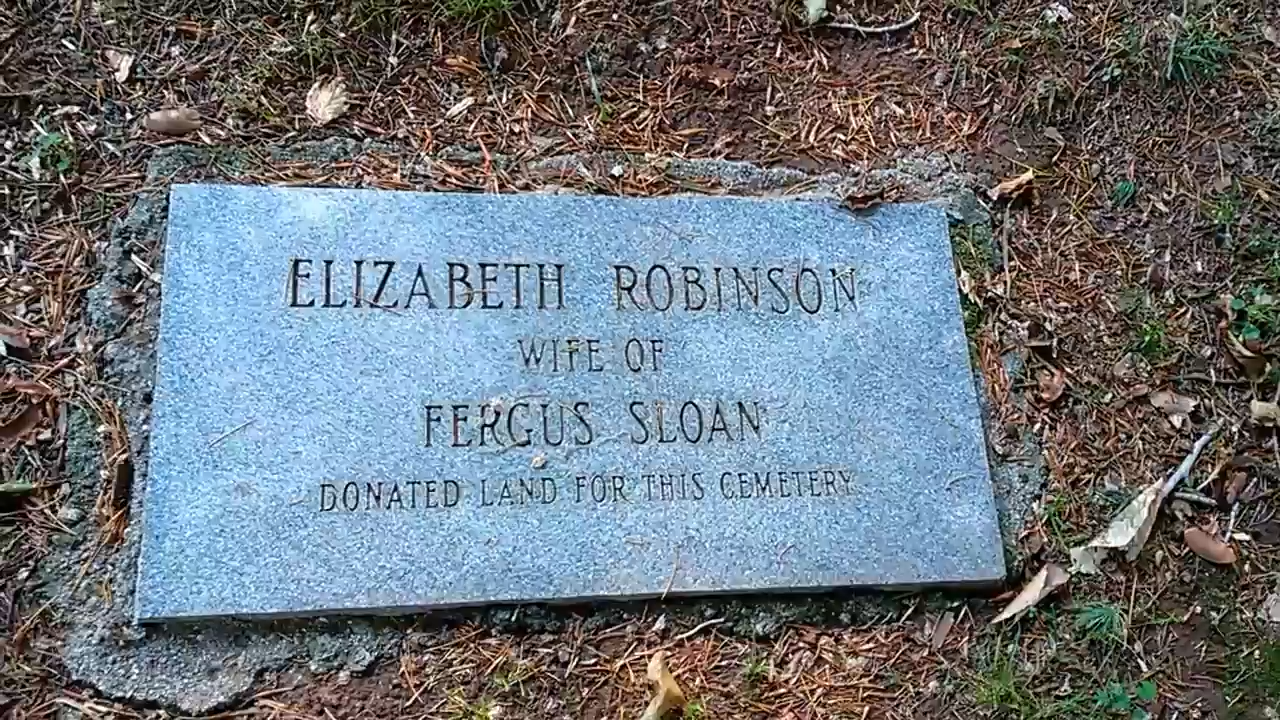 ELIZABETH ROBINSON
WIFE OF
FERGUS SLOAN
DONATED LAND FOR THIS CEMETERY